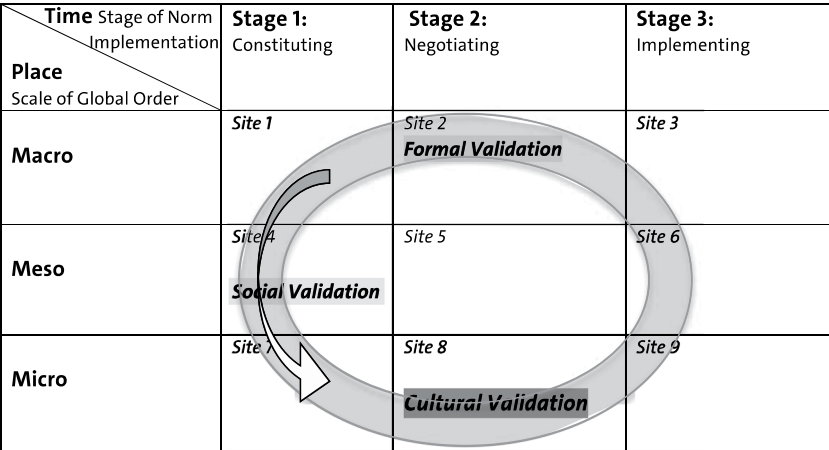 Time Stage of Norm
Implementation
Place
Scale of Global Order
Stage 1:
Constituting
Stage 2:
Negotiating
Stage 3:
Implementing
Macro
Site 1
Site 2
Formal Validation
Site 3
Meso
Site 4
Social Validation
Site 5
Site 6
Micro
Site 7
Site 8
Cultural Validation
Site 9